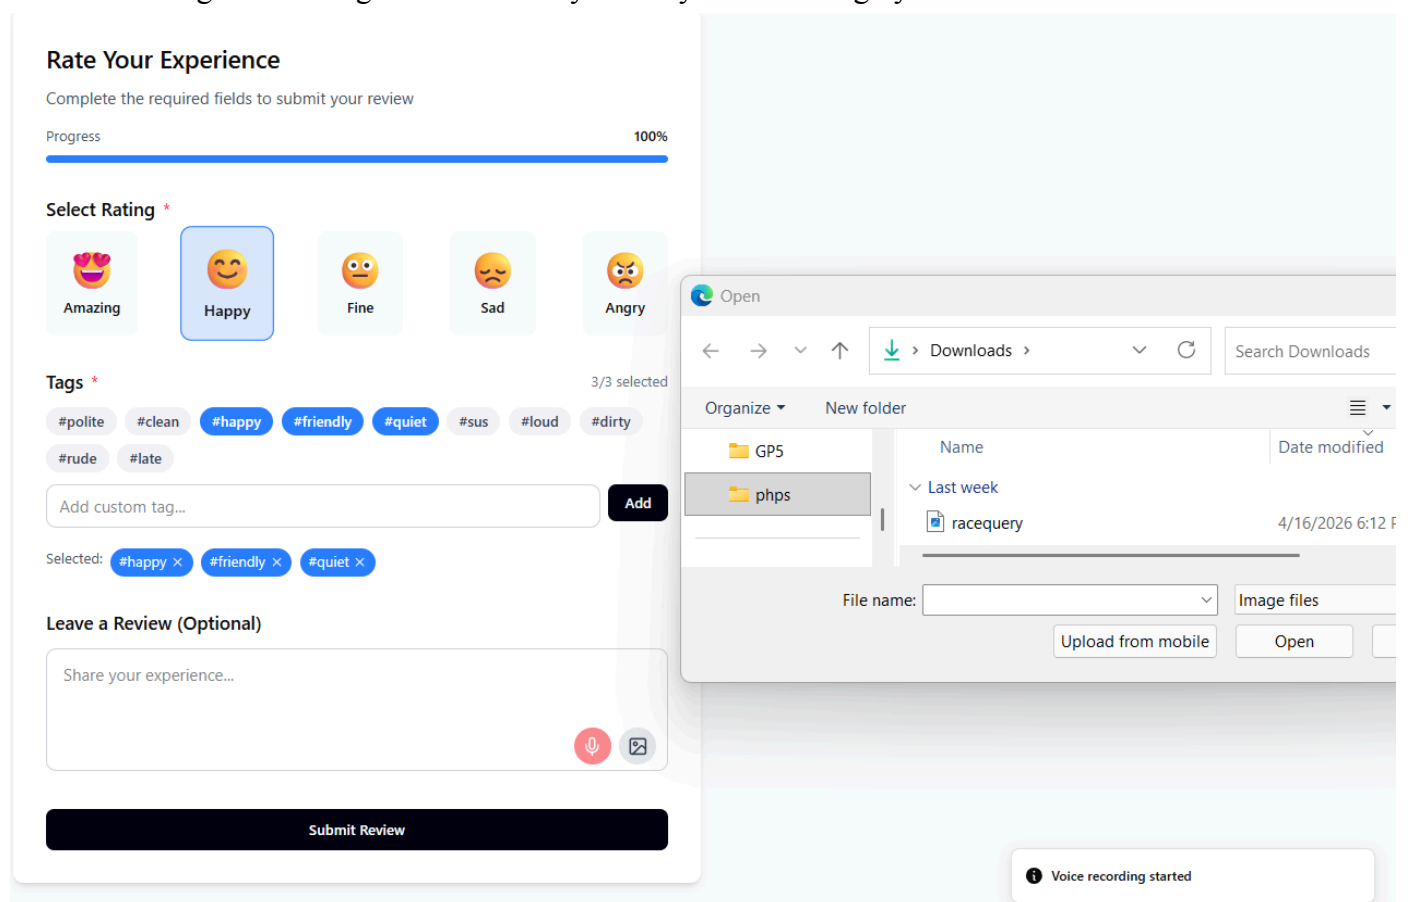 Rate Your Experience
Complete the required fields to submit your review
Progress 100%
Select Rating *
Amazing Happy Fine Sad Angry
Tags * 3/3 selected
#polite #clean #happy #friendly #quiet #sus #loud #dirty
#rude #late
Add custom tag... Add
Selected: #happy × #friendly × #quiet ×
Leave a Review (Optional)
Share your experience...
Submit Review
Open
Downloads
Search Downloads
Organize New folder
GP5
phps
Name Date modified
Last week
racequery 4/16/2026 6:12
File name: Image files
Upload from mobile Open
Voice recording started